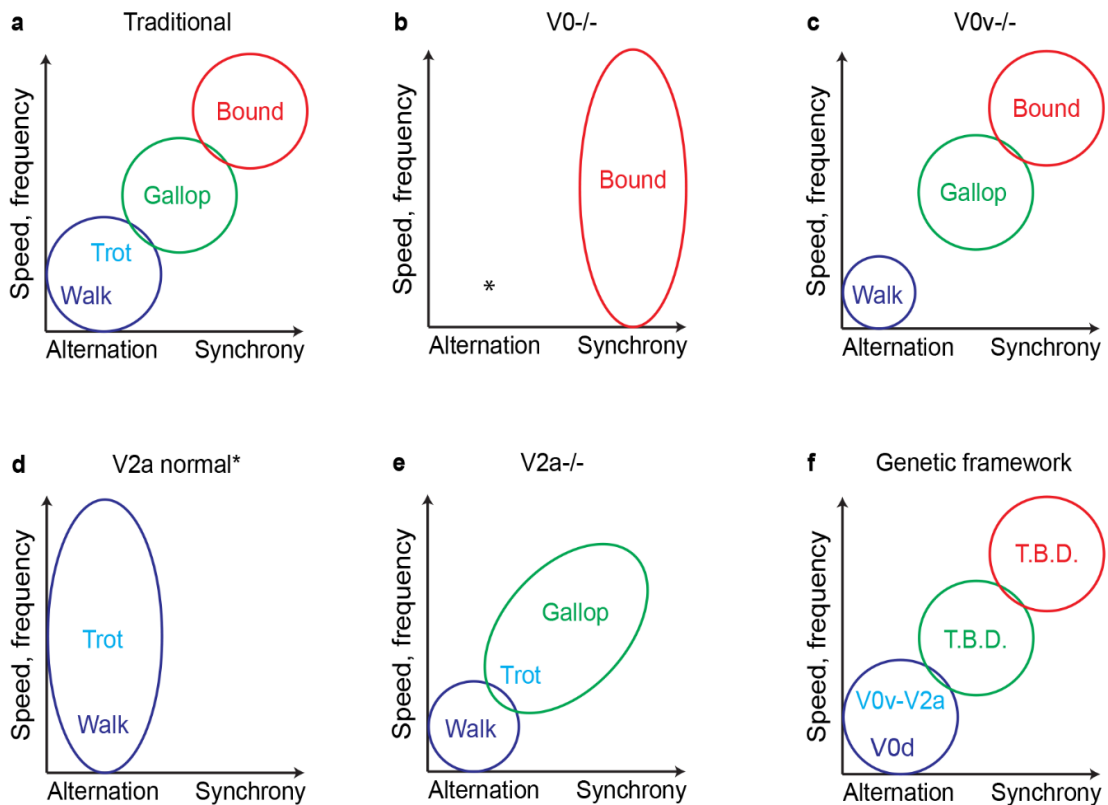 a Traditional
Speed, frequency
Bound
Gallop
Trot
Walk
Alternation Synchrony
b V0-/-
Speed, frequency
Bound
*
Alternation Synchrony
c V0v-/-
Speed, frequency
Bound
Gallop
Walk
Alternation Synchrony
d V2a normal*
Speed, frequency
Trot
Walk
Alternation Synchrony
e V2a-/-
Speed, frequency
Gallop
Trot
Walk
Alternation Synchrony
f Genetic framework
Speed, frequency
T.B.D.
T.B.D.
V0v-V2a
V0d
Alternation Synchrony